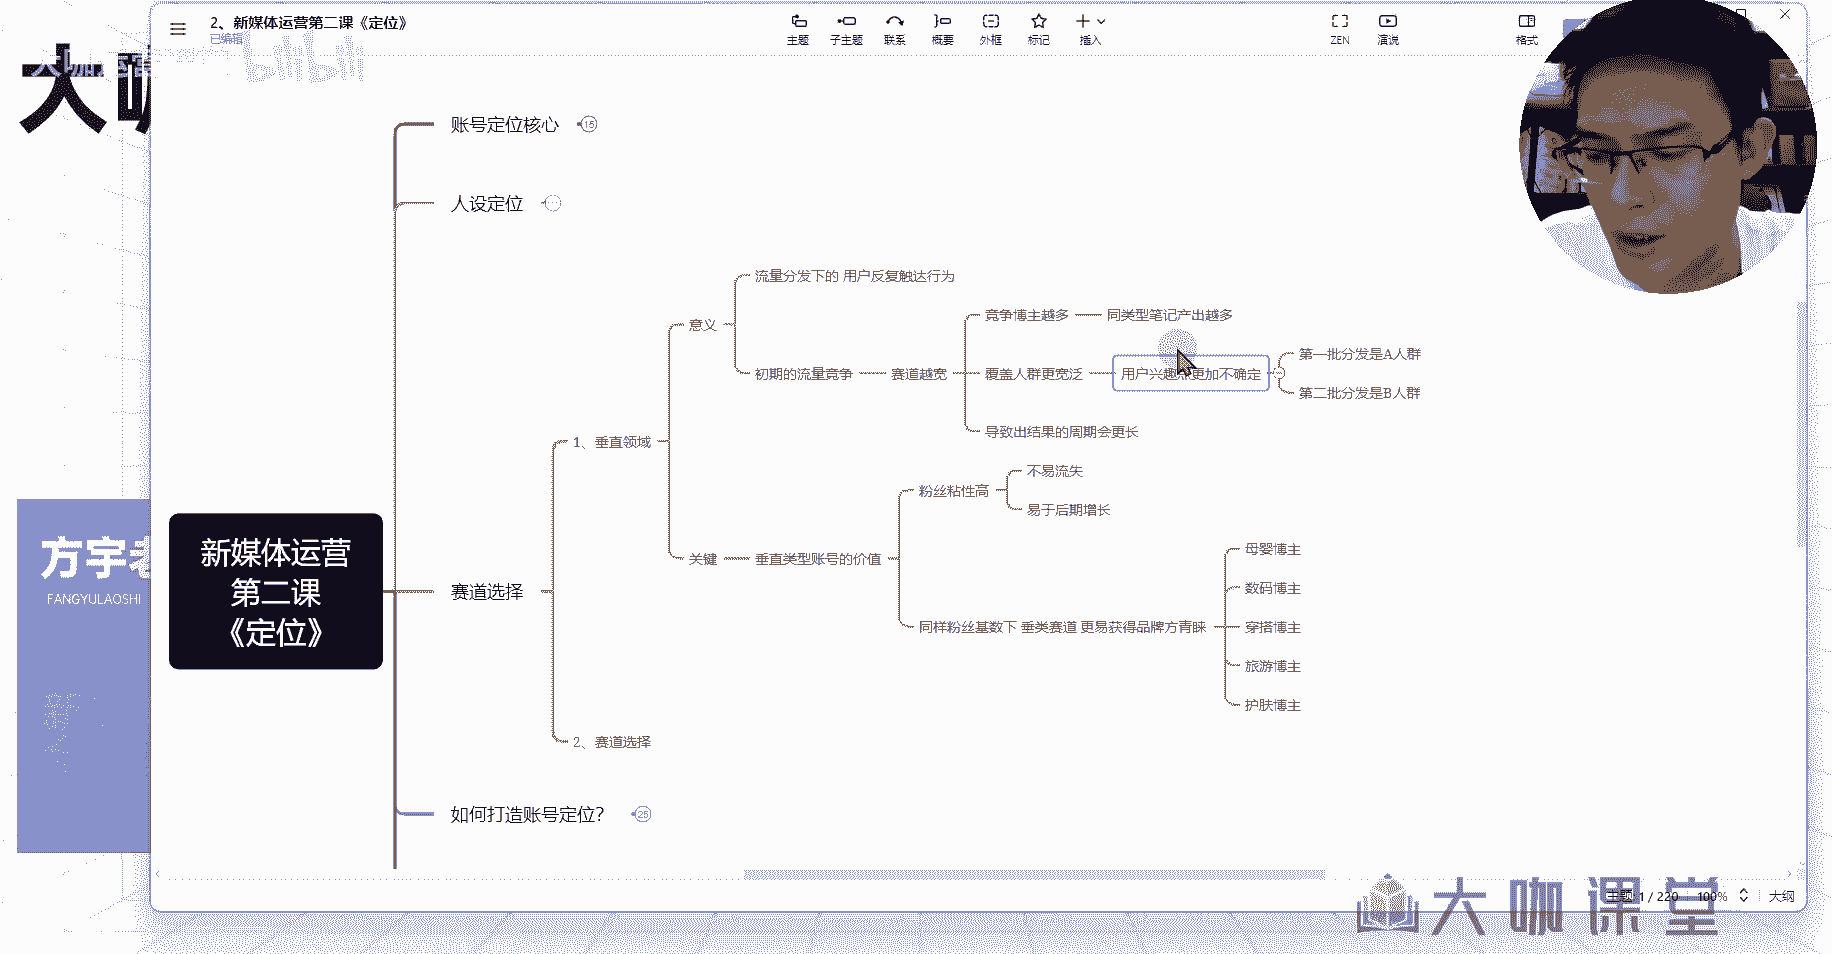 2、新媒体运营第二课《定位》
已编辑
主题
子主题
联系
概要
外框
标记
插入
ZEN
演说
格式
bilibili
大咖
账号定位核心
15
人设定位
流量分发下的 用户反复触达行为
意义
竞争博主越多
同类型笔记产出越多
初期的流量竞争
赛道越宽
覆盖人群更宽泛
用户兴趣 更加不确定
第一批分发是A人群
第二批分发是B人群
导致出结果的周期会更长
1、垂直领域
粉丝粘性高
不易流失
易于后期增长
关键
垂直类型账号的价值
同样粉丝基数下 垂类赛道 更易获得品牌方青睐
母婴博主
数码博主
穿搭博主
旅游博主
护肤博主
新媒体运营
第二课
《定位》
赛道选择
2、赛道选择
如何打造账号定位？
25
方宇老
FANGYULAOSHI
主题 1 / 220
100%
大纲
大咖课堂